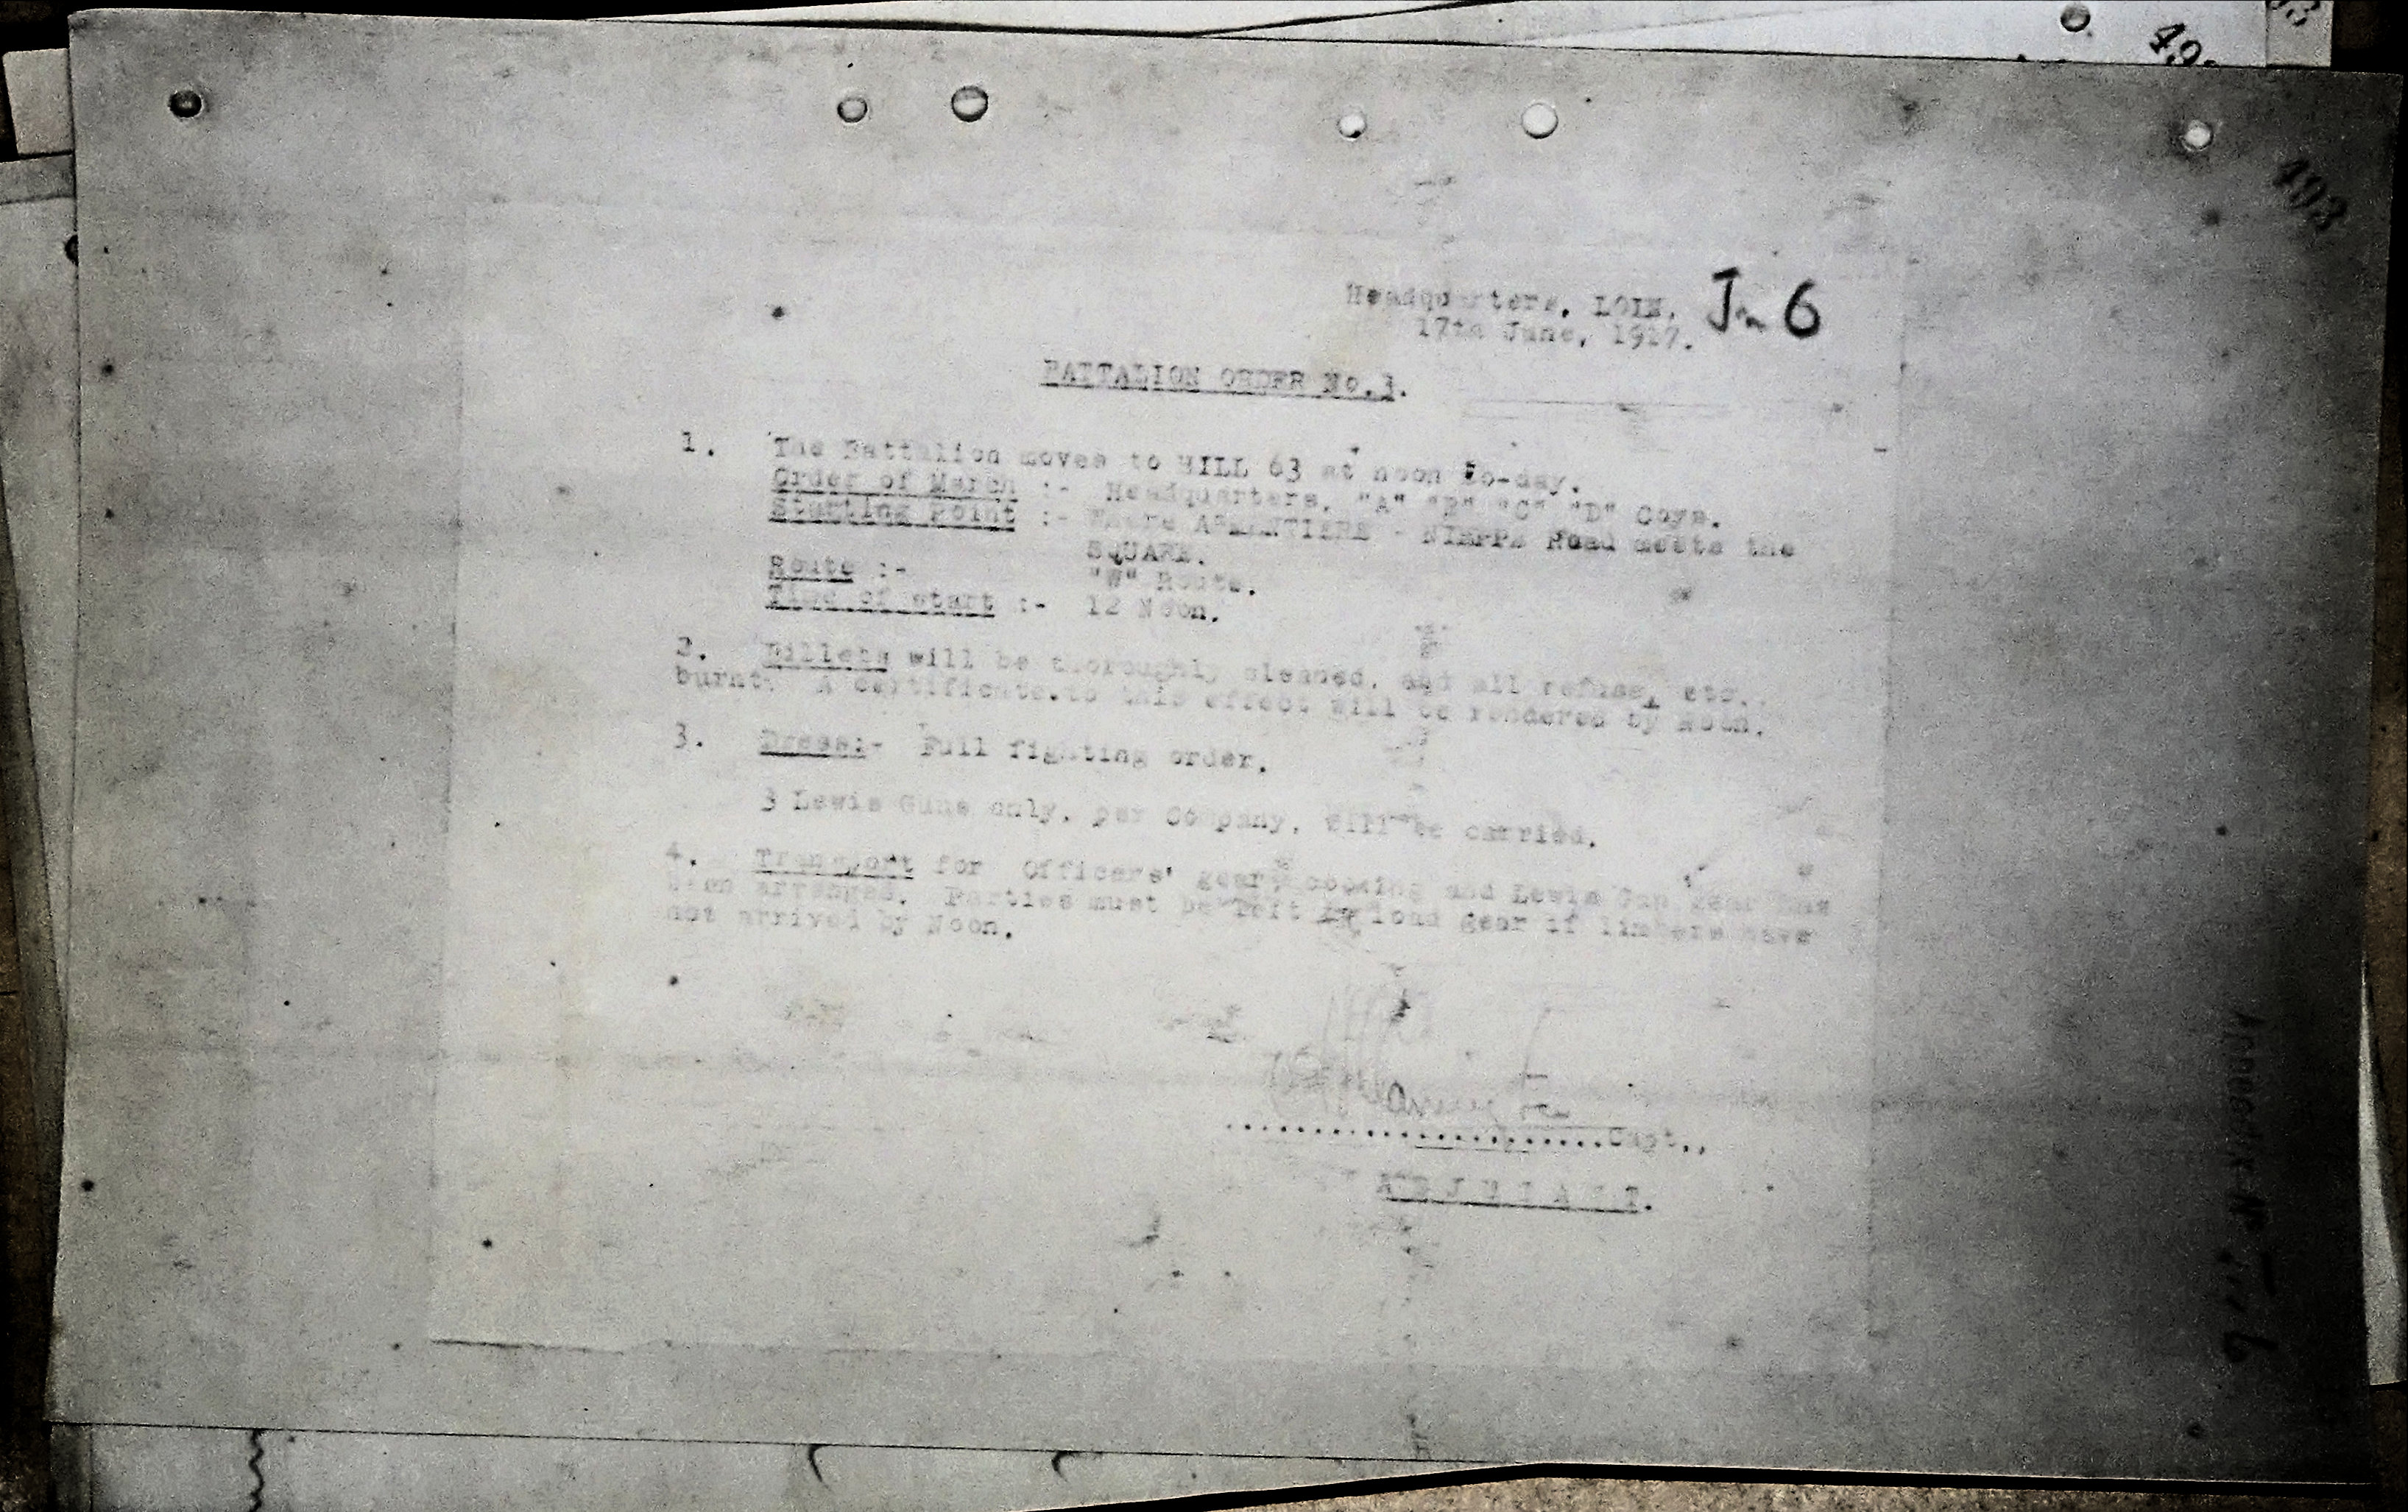 493
Headquarters, LOIN. Jn 6
17th June, 1917.
BATTALION ORDER No.3.
1. The Battalion moves to HILL 63 at noon to-day.
Order of March :- Headquarters, "A" "B" "C" "D" Coys.
Starting Point :- Where ARMENTIERE - NIEPPE Road meets the
SQUARE.
Route :- "W" Route.
Time of start :- 12 Noon.
2. Billets will be thoroughly cleaned, and all refuse, etc.,
burnt. A certificate to this effect will be rendered by Noon.
3. Dress:- Full fighting order.
3 Lewis Guns only, per Company, will be carried.
4. Transport for Officers' gear, cooking and Lewis Gun gear has
been arranged. Parties must be left to load gear if limbers have
not arrived by Noon.
....................Capt.,
ADJUTANT.